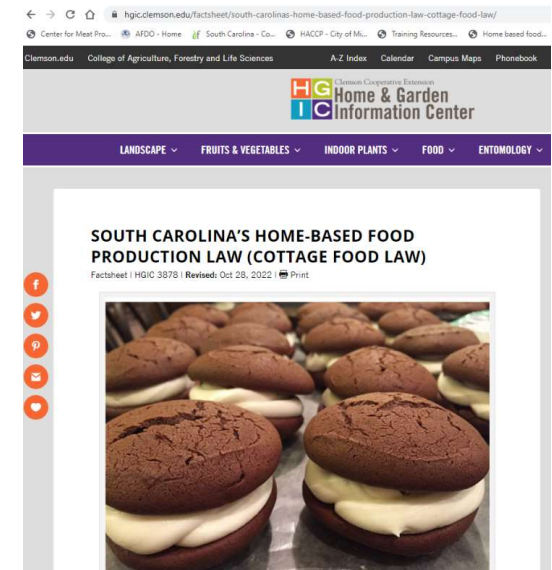 hgic.clemson.edu/factsheet/south-carolinas-home-based-food-production-law-cottage-food-law/
Center for Meat Pro... AFDO - Home South Carolina - Co... HACCP - City of Mi... Training Resources... Home based food...
Clemson.edu College of Agriculture, Forestry and Life Sciences A-Z Index Calendar Campus Maps Phonebook
Clemson Cooperative Extension
HG Home & Garden
IC Information Center
LANDSCAPE FRUITS & VEGETABLES INDOOR PLANTS FOOD ENTOMOLOGY
SOUTH CAROLINA'S HOME-BASED FOOD
PRODUCTION LAW (COTTAGE FOOD LAW)
Factsheet | HGIC 3878 | Revised: Oct 28, 2022 | Print